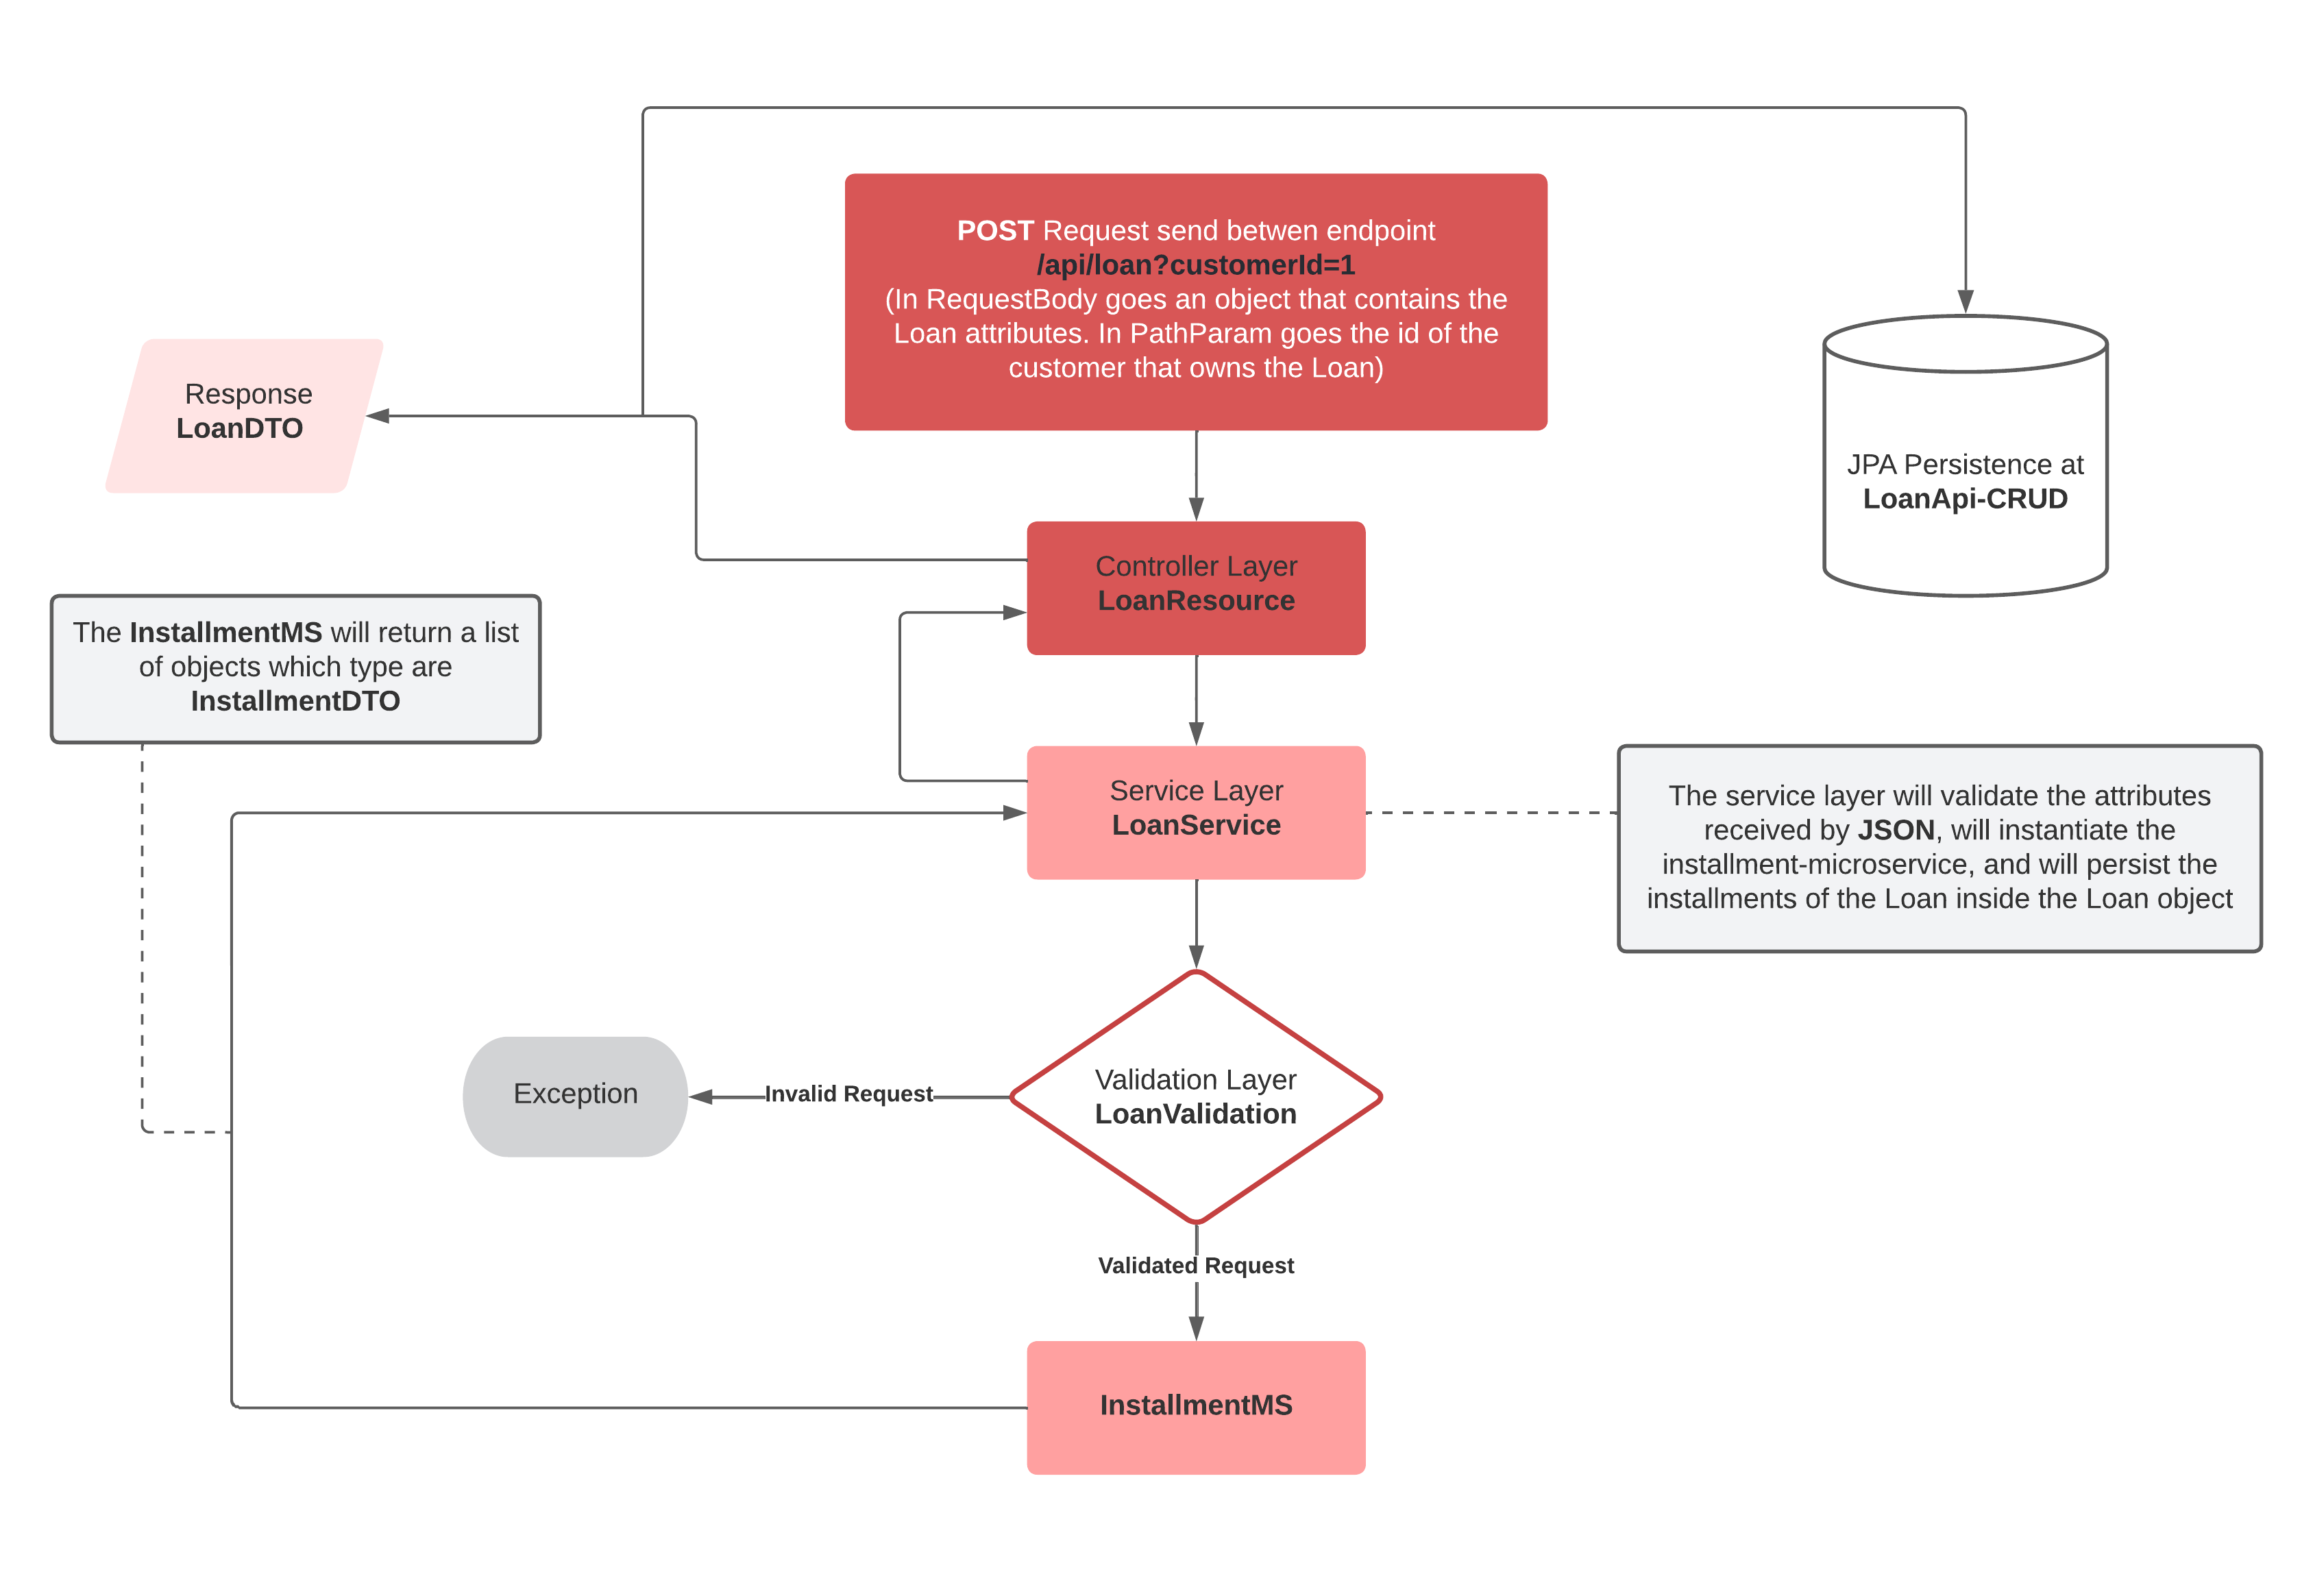 POST Request send betwen endpoint
/api/loan?customerId=1
(In RequestBody goes an object that contains the
Loan attributes. In PathParam goes the id of the
customer that owns the Loan)
Response
LoanDTO
JPA Persistence at
LoanApi-CRUD
Controller Layer
LoanResource
The InstallmentMS will return a list
of objects which type are
InstallmentDTO
Service Layer
LoanService
The service layer will validate the attributes
received by JSON, will instantiate the
installment-microservice, and will persist the
installments of the Loan inside the Loan object
Validation Layer
LoanValidation
Invalid Request
Exception
Validated Request
InstallmentMS